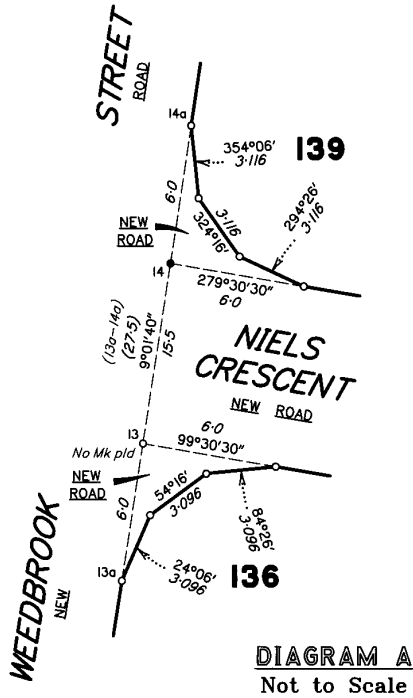 STREET
ROAD
14a
354°06'
3·116
139
6·0
3·116
324°16'
294°26'
3·116
NEW
ROAD
14
279°30'30"
6·0
(13a-14a)
(27·5)
9°01'40"
15·5
NIELS
CRESCENT
NEW ROAD
13
6·0
99°30'30"
No Mk pld
NEW
ROAD
54°16'
3·096
84°26'
3·096
6·0
24°06'
3·096
136
13a
WEEDBROOK
NEW
DIAGRAM A
Not to Scale